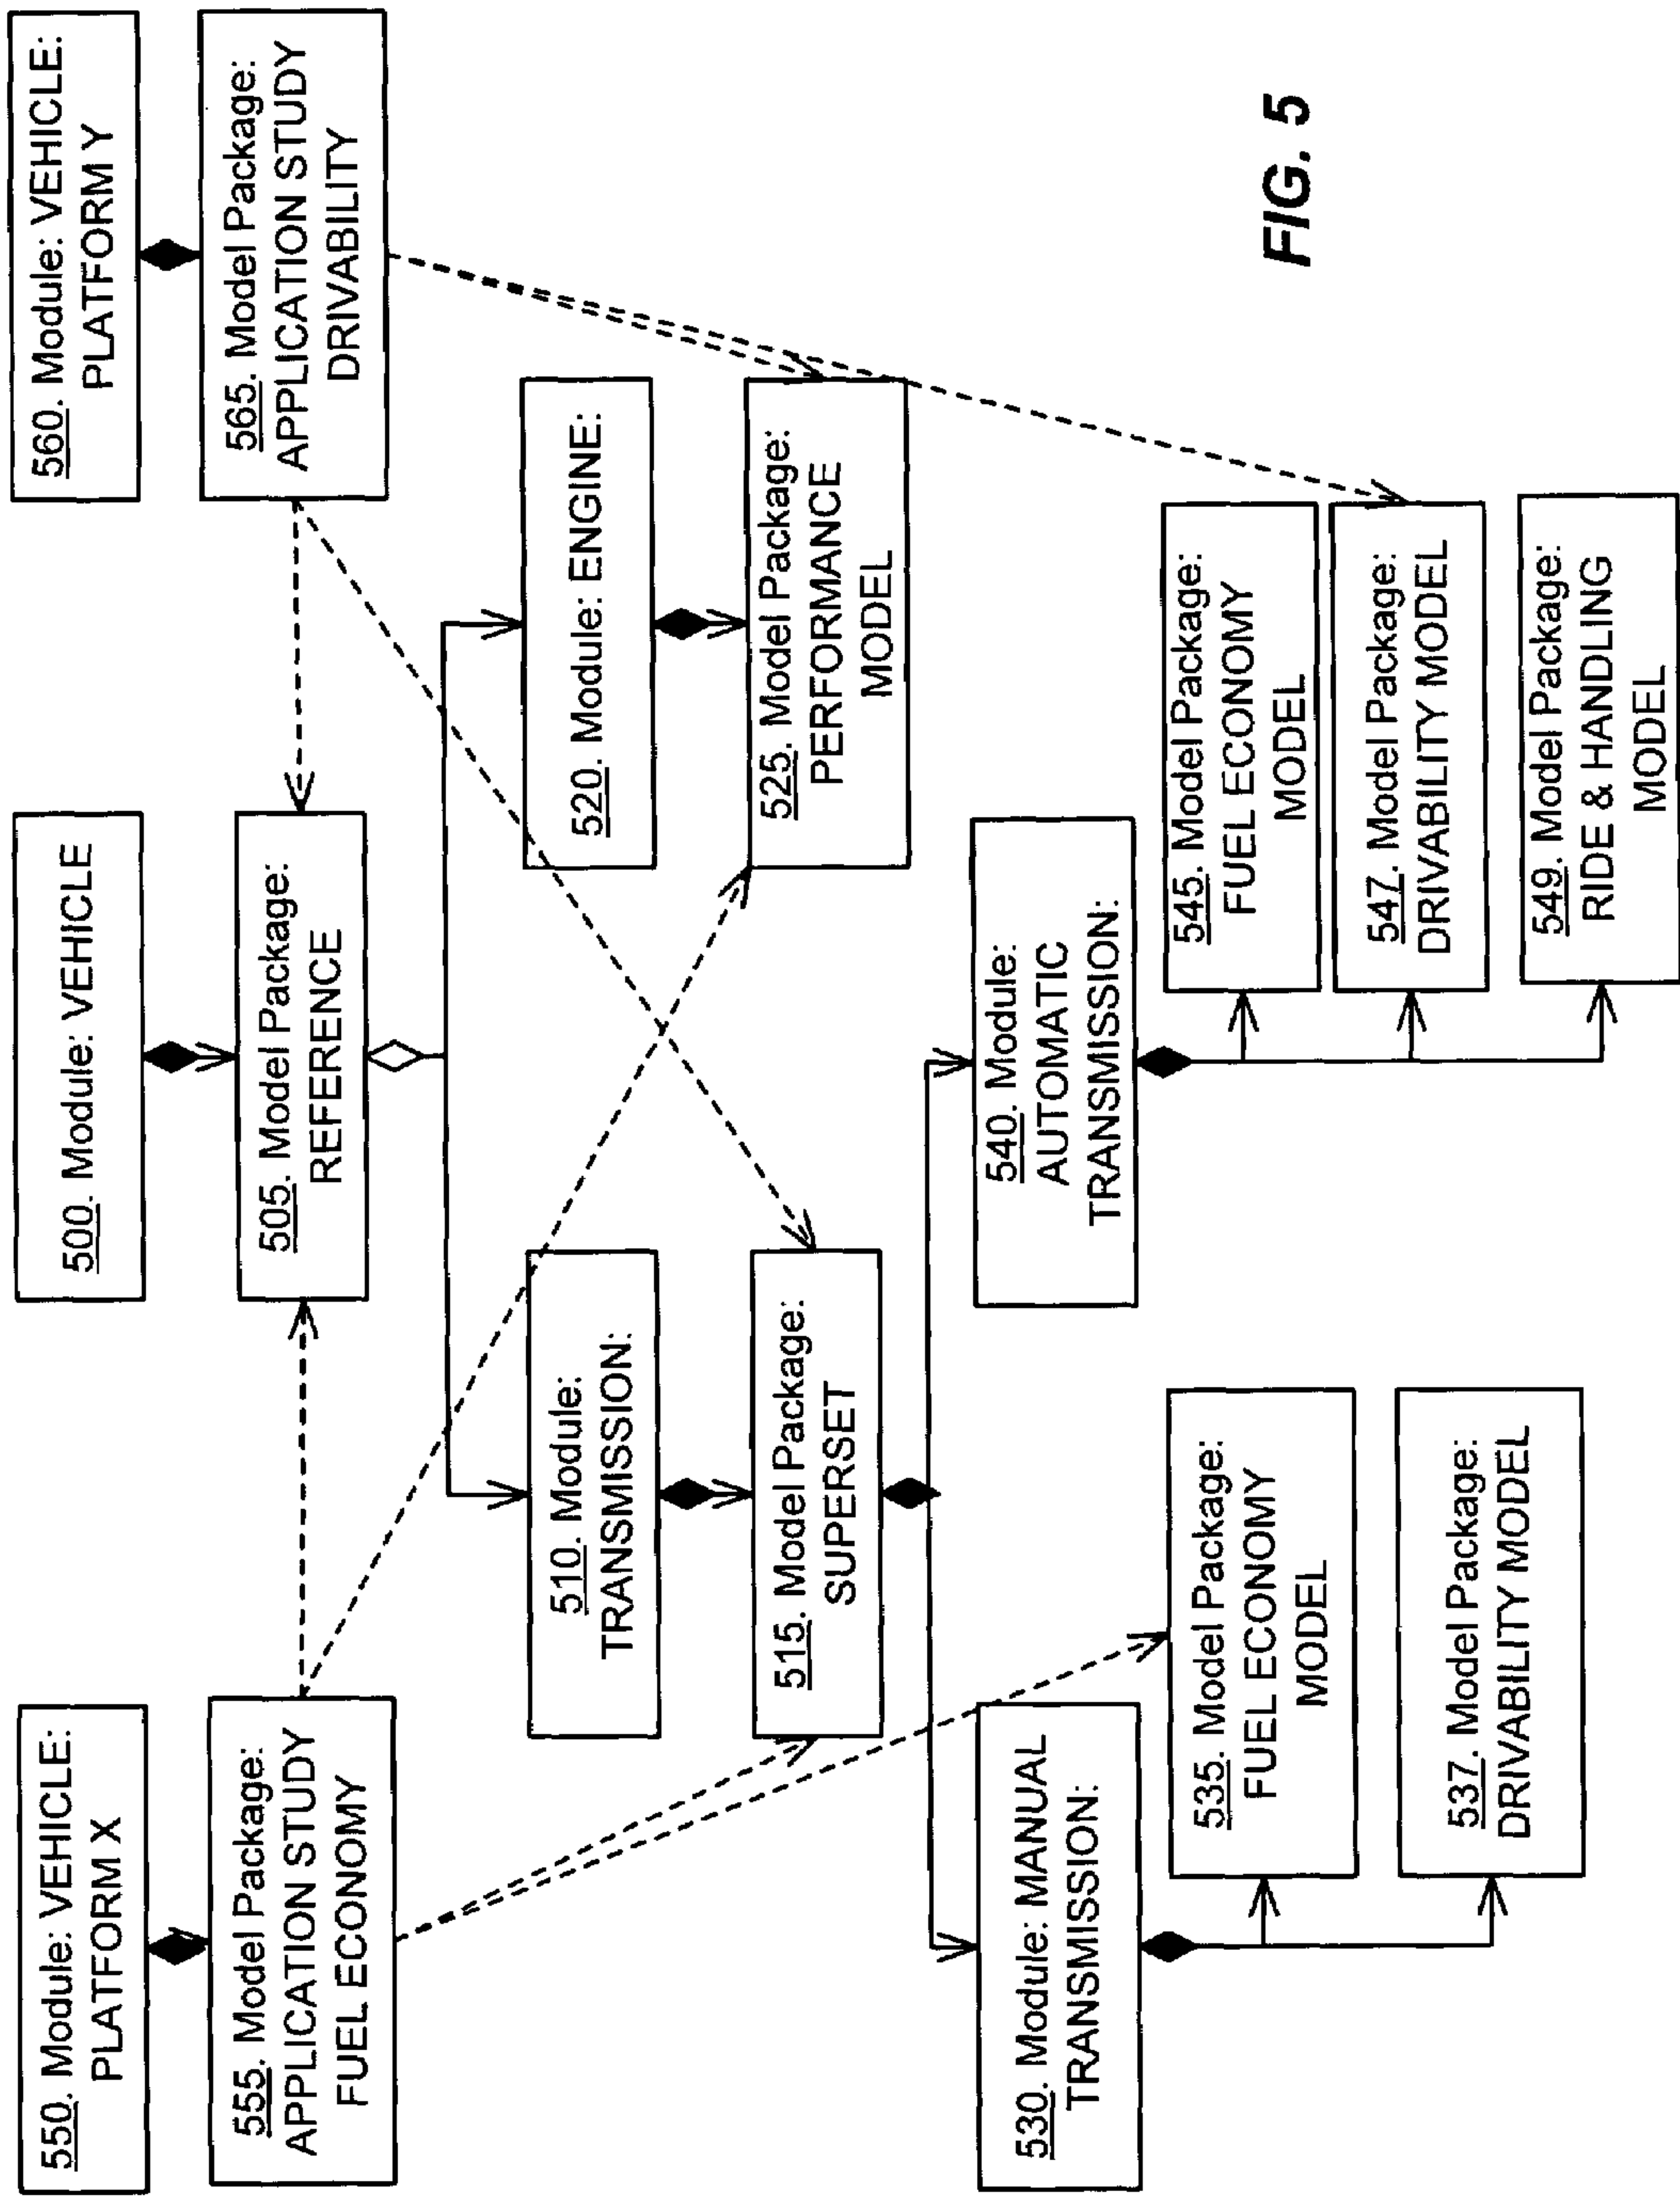 550. Module: VEHICLE:
PLATFORM X
500. Module: VEHICLE
560. Module: VEHICLE:
PLATFORM Y
555. Model Package:
APPLICATION STUDY
FUEL ECONOMY
505. Model Package:
REFERENCE
565. Model Package:
APPLICATION STUDY
DRIVABILITY
510. Module:
TRANSMISSION:
520. Module: ENGINE:
515. Model Package:
SUPERSET
525. Model Package:
PERFORMANCE
MODEL
530. Module: MANUAL
TRANSMISSION:
540. Module:
AUTOMATIC
TRANSMISSION:
535. Model Package:
FUEL ECONOMY
MODEL
537. Model Package:
DRIVABILITY MODEL
545. Model Package:
FUEL ECONOMY
MODEL
547. Model Package:
DRIVABILITY MODEL
549. Model Package:
RIDE & HANDLING
MODEL
FIG. 5